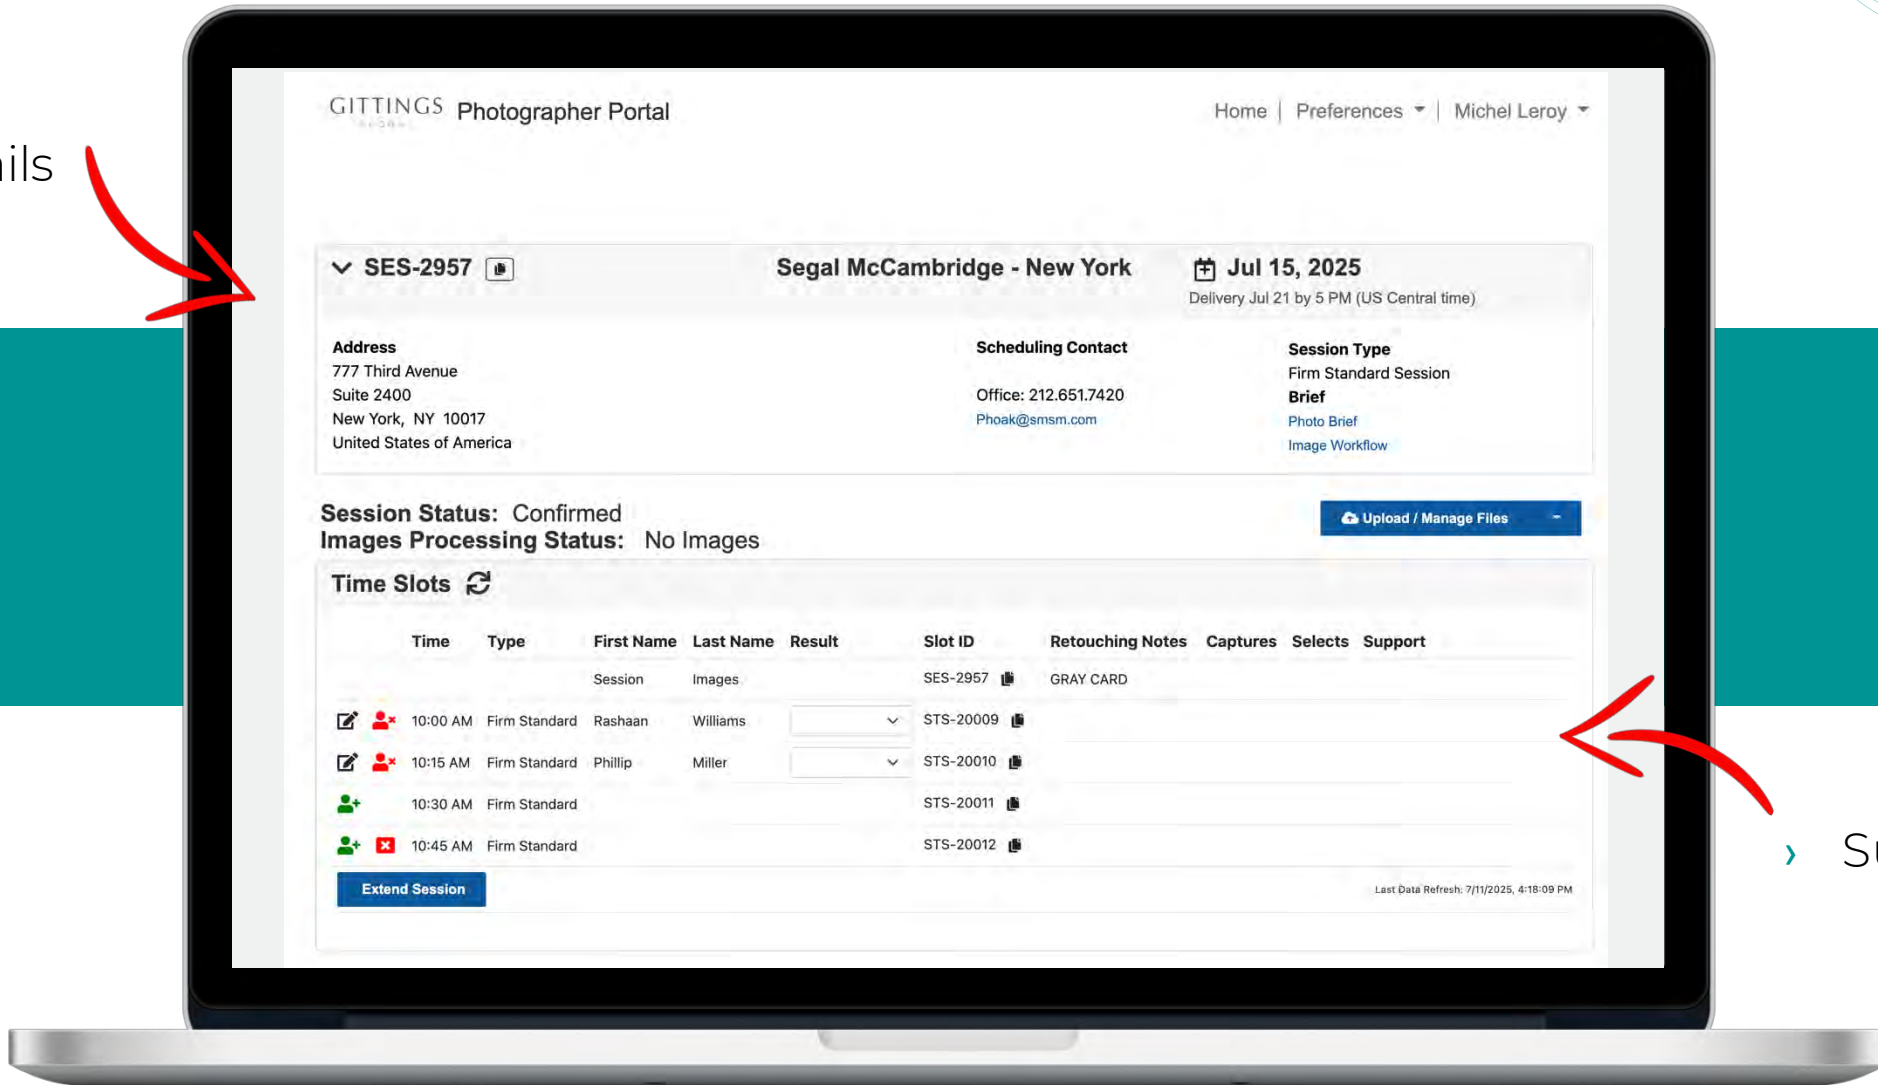 GITTINGS Photographer Portal
Home | Preferences | Michel Leroy
ils
SES-2957 Segal McCambridge - New York Jul 15, 2025
Delivery Jul 21 by 5 PM (US Central time)
Address Scheduling Contact Session Type
777 Third Avenue Firm Standard Session
Suite 2400 Office: 212.651.7420 Brief
New York, NY 10017 Phoak@smsm.com Photo Brief
United States of America Image Workflow
Session Status: Confirmed
Upload / Manage Files
Images Processing Status: No Images
Time Slots
Time Type First Name Last Name Result Slot ID Retouching Notes Captures Selects Support
Session Images SES-2957 GRAY CARD
10:00 AM Firm Standard Rashaan Williams STS-20009
10:15 AM Firm Standard Phillip Miller STS-20010
10:30 AM Firm Standard STS-20011
10:45 AM Firm Standard STS-20012
› Su
Extend Session Last Data Refresh: 7/11/2025, 4:18:09 PM